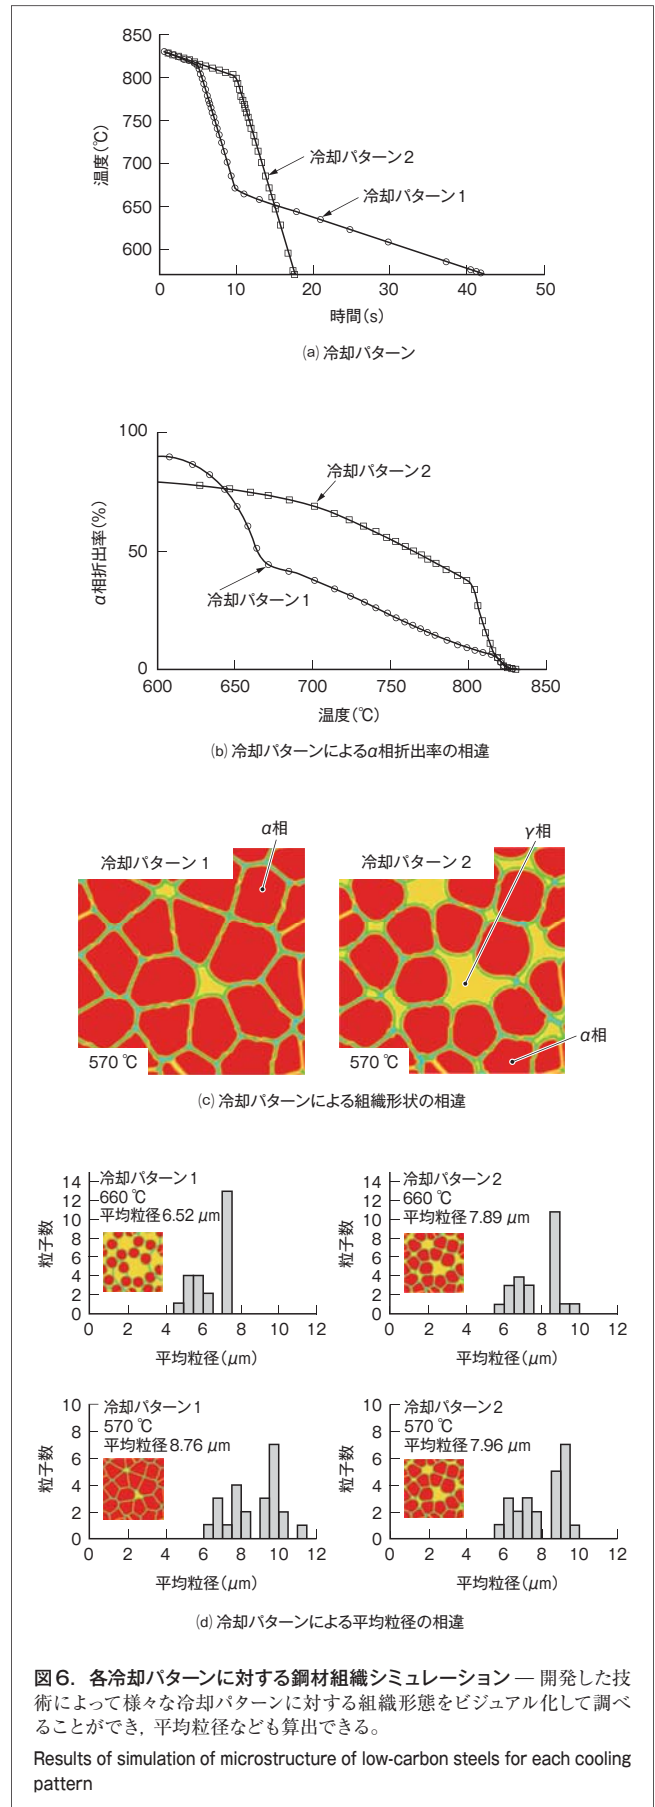 850
800
750
700
650
600
温度(℃)
冷却パターン2
冷却パターン1
0 10 20 30 40 50
時間(s)
(a) 冷却パターン
100
50
0
α相折出率(%)
冷却パターン2
冷却パターン1
600 650 700 750 800 850
温度(℃)
(b) 冷却パターンによるα相折出率の相違
α相
γ相
冷却パターン1
冷却パターン2
570 ℃
570 ℃
α相
(c) 冷却パターンによる組織形状の相違
14
12
10
8
6
4
2
0
粒子数
冷却パターン1
660 ℃
平均粒径6.52 μm
0 2 4 6 8 10 12
平均粒径(μm)
14
12
10
8
6
4
2
0
粒子数
冷却パターン2
660 ℃
平均粒径7.89 μm
0 2 4 6 8 10 12
平均粒径(μm)
10
8
6
4
2
0
粒子数
冷却パターン1
570 ℃
平均粒径8.76 μm
0 2 4 6 8 10 12
平均粒径(μm)
10
8
6
4
2
0
粒子数
冷却パターン2
570 ℃
平均粒径7.96 μm
0 2 4 6 8 10 12
平均粒径(μm)
(d) 冷却パターンによる平均粒径の相違
図6. 各冷却パターンに対する鋼材組織シミュレーション — 開発した技
術によって様々な冷却パターンに対する組織形態をビジュアル化して調べ
ることができ,平均粒径なども算出できる。
Results of simulation of microstructure of low-carbon steels for each cooling
pattern